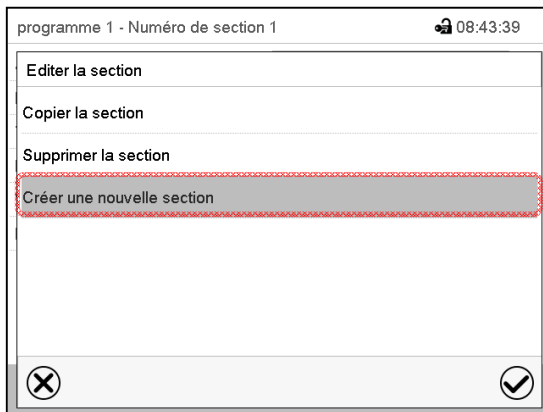 programme 1 - Numéro de section 1 08:43:39
Editer la section
Copier la section
Supprimer la section
Créer une nouvelle section